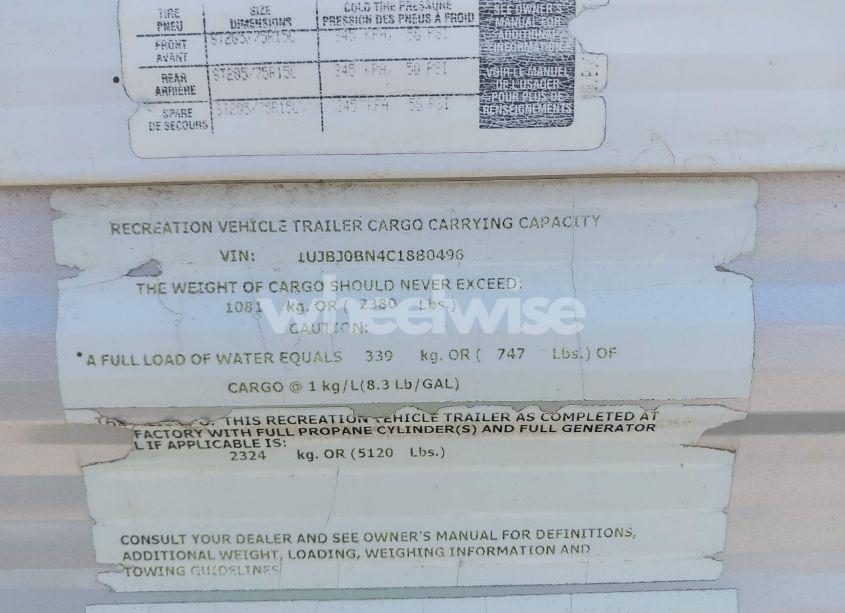 TIRE SIZE COLD TIRE PRESSURE SEE OWNER'S
PNEU DIMENSIONS PRESSION DES PNEUS À FROID MANUAL FOR
ADDITIONAL
INFORMATION
FRONT ST205/75R15C 345 KPA, 50 PSI
AVANT
REAR ST205/75R15C 345 KPA, 50 PSI VOIR LE MANUEL
ARRIÈRE DE L'USAGER
POUR PLUS DE
RENSEIGNEMENTS
SPARE ST205/75R15C 345 KPA 50 PSI
DE SECOURS
RECREATION VEHICLE TRAILER CARGO CARRYING CAPACITY
VIN: 1UJBJ0BN4C1880496
THE WEIGHT OF CARGO SHOULD NEVER EXCEED:
1081 kg. OR ( 2380 Lbs.)
wheelwise
CAUTION:
A FULL LOAD OF WATER EQUALS 339 kg. OR ( 747 Lbs.) OF
CARGO @ 1 kg/L(8.3 Lb/GAL)
THIS RECREATION VEHICLE TRAILER AS COMPLETED AT
FACTORY WITH FULL PROPANE CYLINDER(S) AND FULL GENERATOR
IF APPLICABLE IS:
2324 kg. OR (5120 Lbs.)
CONSULT YOUR DEALER AND SEE OWNER'S MANUAL FOR DEFINITIONS,
ADDITIONAL WEIGHT, LOADING, WEIGHING INFORMATION AND
TOWING GUIDELINES